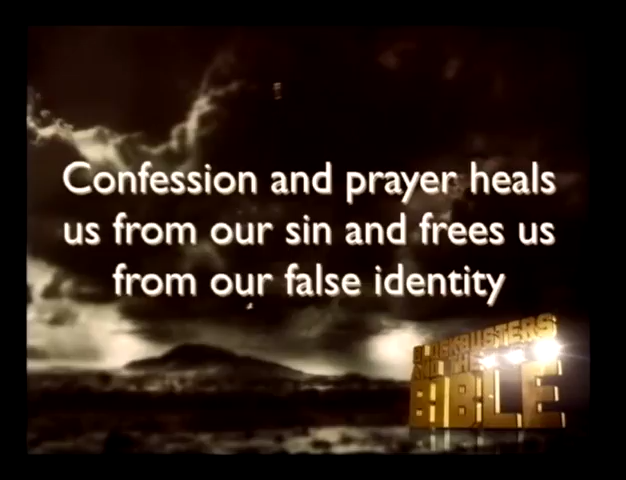 Confession and prayer heals
us from our sin and frees us
from our false identity
BLOCKBUSTERS
AND THE
BIBLE